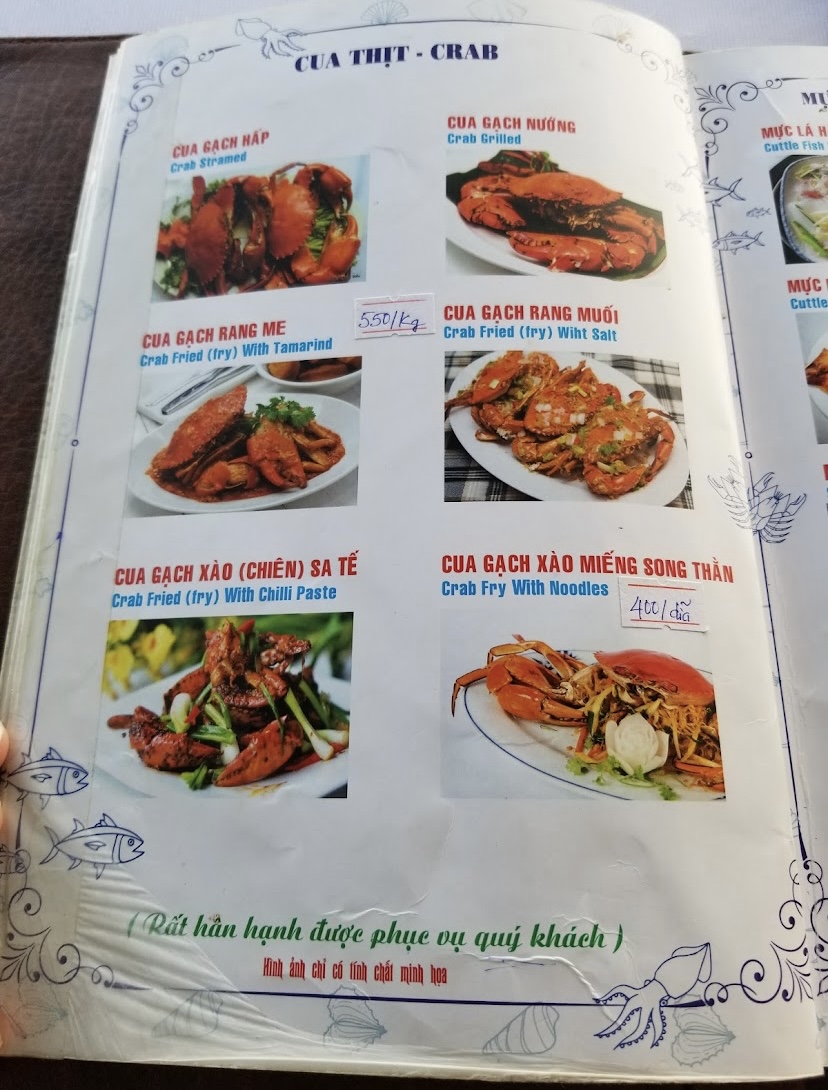 CUA THỊT - CRAB
CUA GẠCH HẤP
Crab Stramed
CUA GẠCH NƯỚNG
Crab Grilled
CUA GẠCH RANG ME
Crab Fried (fry) With Tamarind
550/Kg
CUA GẠCH RANG MUỐI
Crab Fried (fry) Wiht Salt
CUA GẠCH XÀO (CHIÊN) SA TẾ
Crab Fried (fry) With Chilli Paste
CUA GẠCH XÀO MIẾNG SONG THẰN
Crab Fry With Noodles
400/dĩa
( Rất hân hạnh được phục vụ quý khách )
Hình ảnh chỉ có tính chất minh họa
MỰC LÁ
Cuttle Fish
MỰC
Cuttle